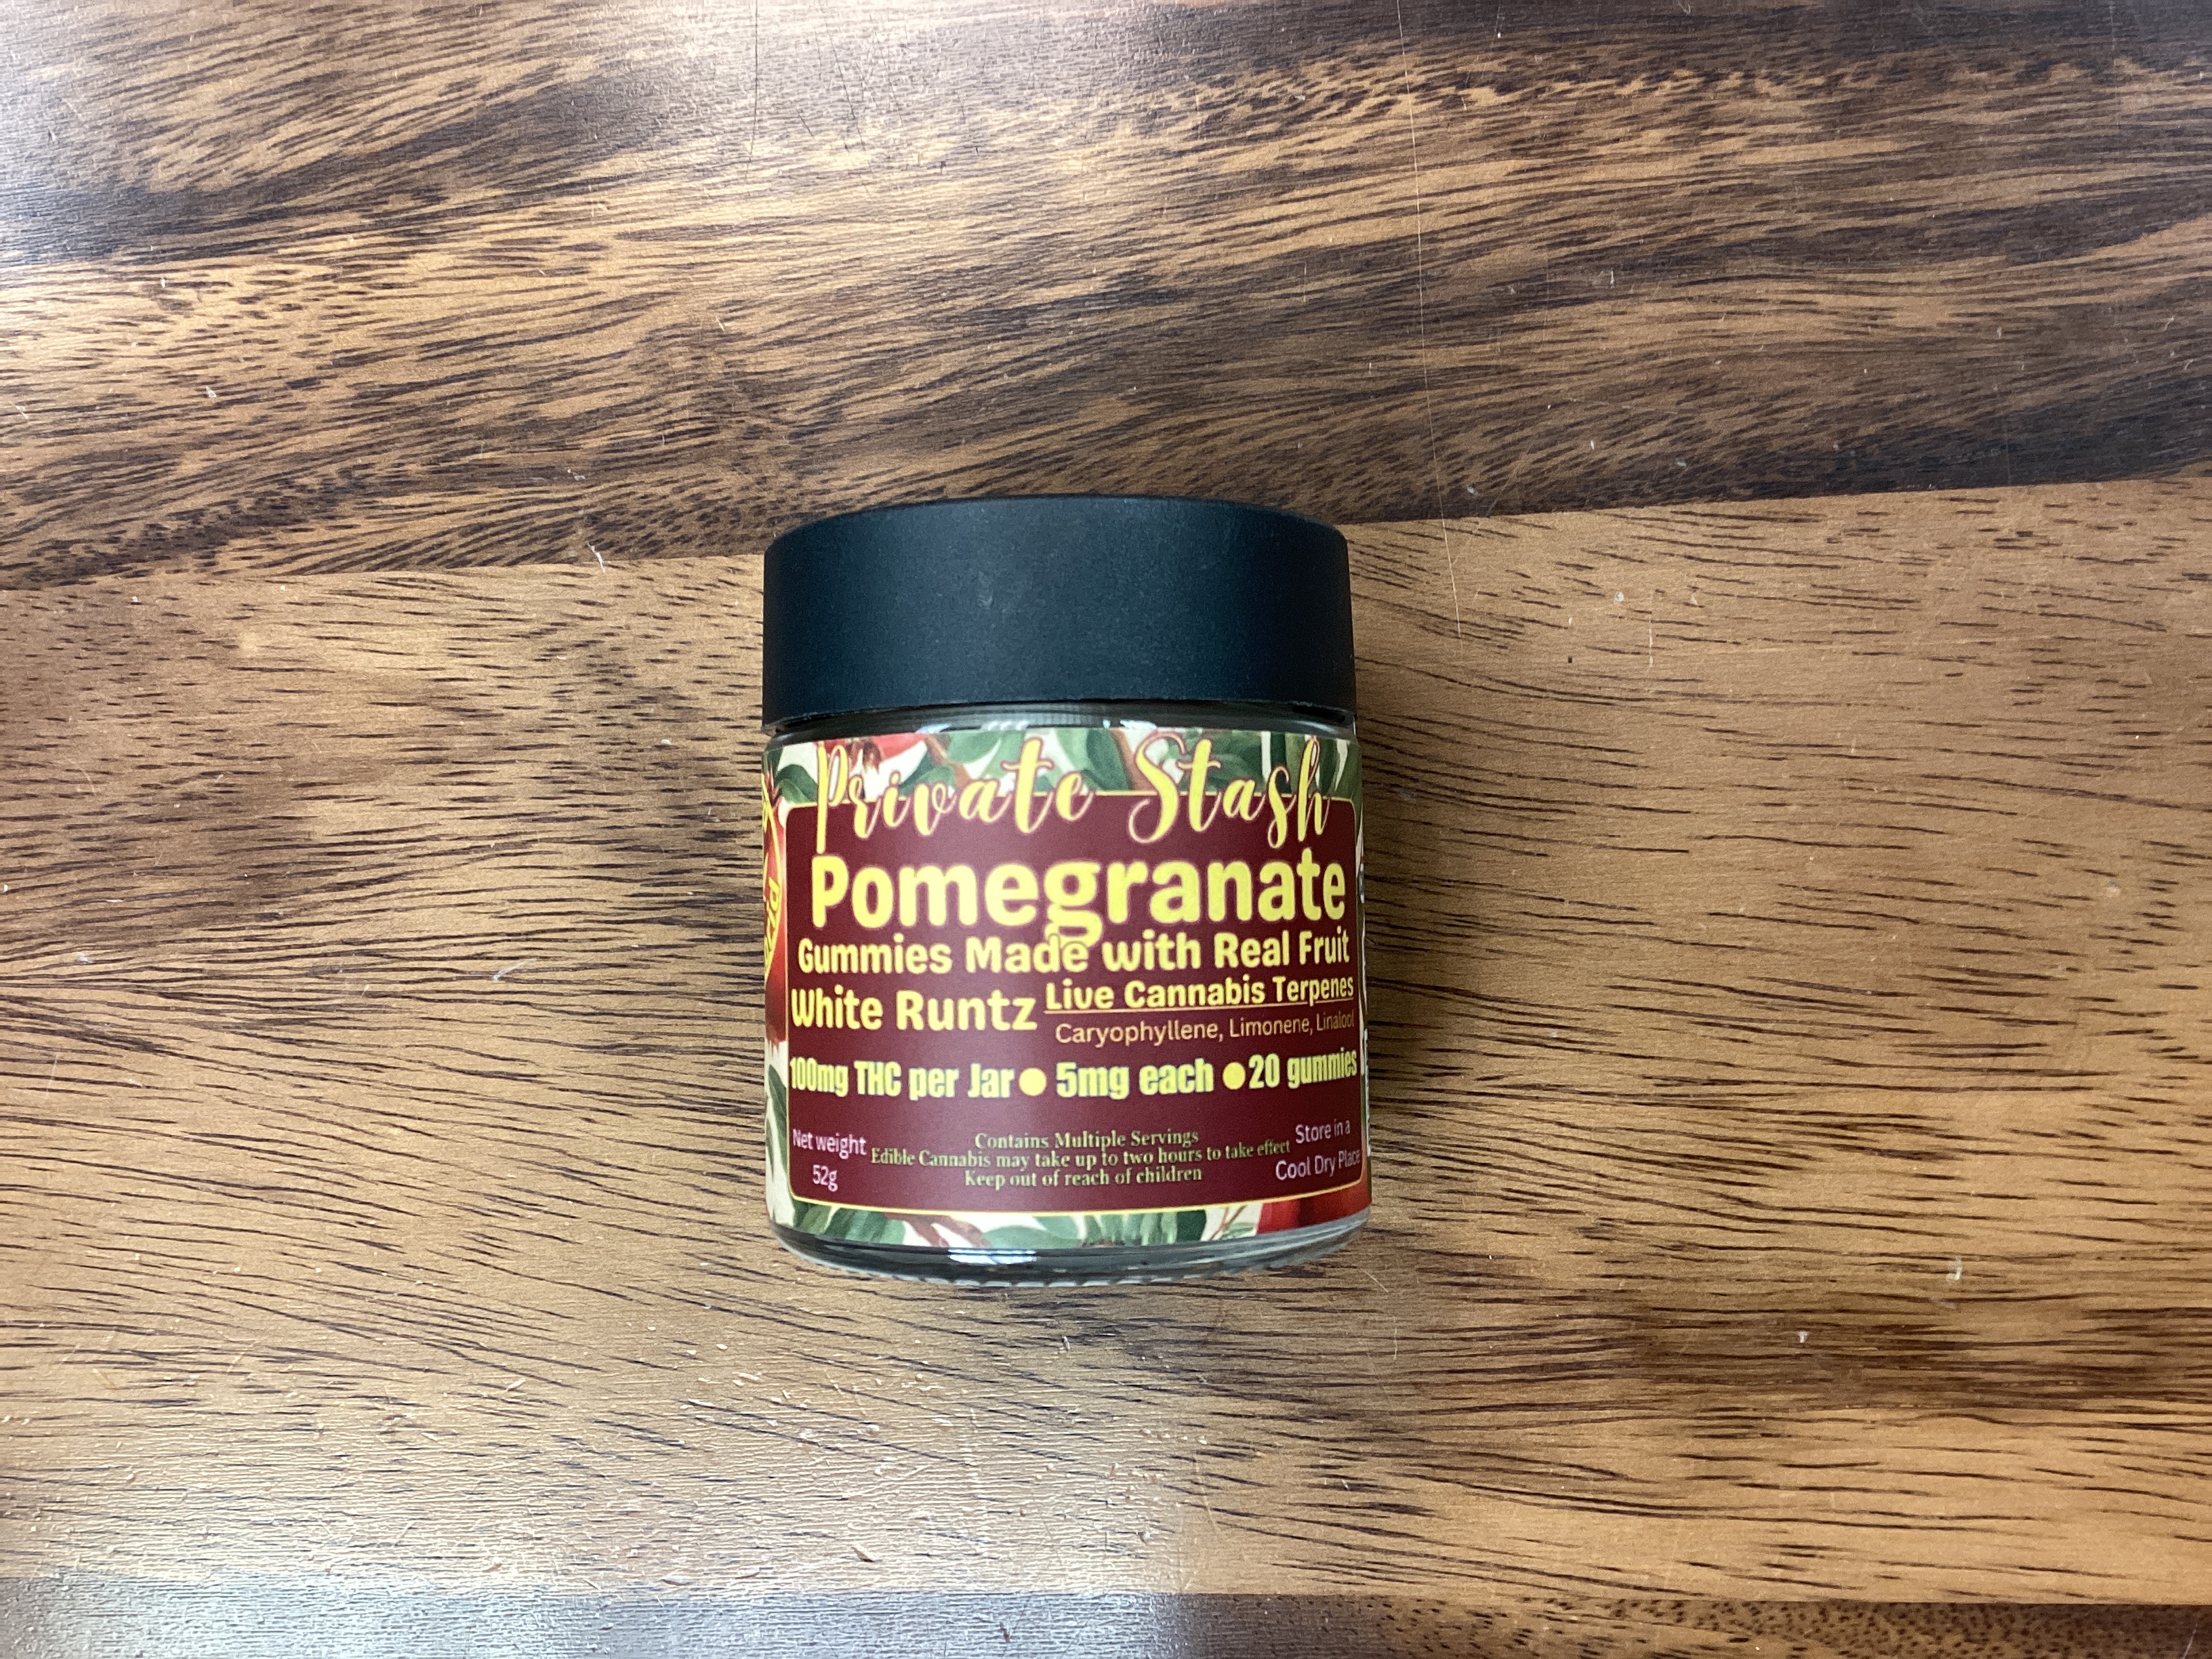 Private Stash
Pomegranate
Gummies Made with Real Fruit
White Runtz
Live Cannabis Terpenes
Caryophyllene, Limonene, Linalool
100mg THC per Jar ● 5mg each ● 20 gummies
Net weight
52g
Contains Multiple Servings
Edible Cannabis may take up to two hours to take effect
Keep out of reach of children
Store in a
Cool Dry Place